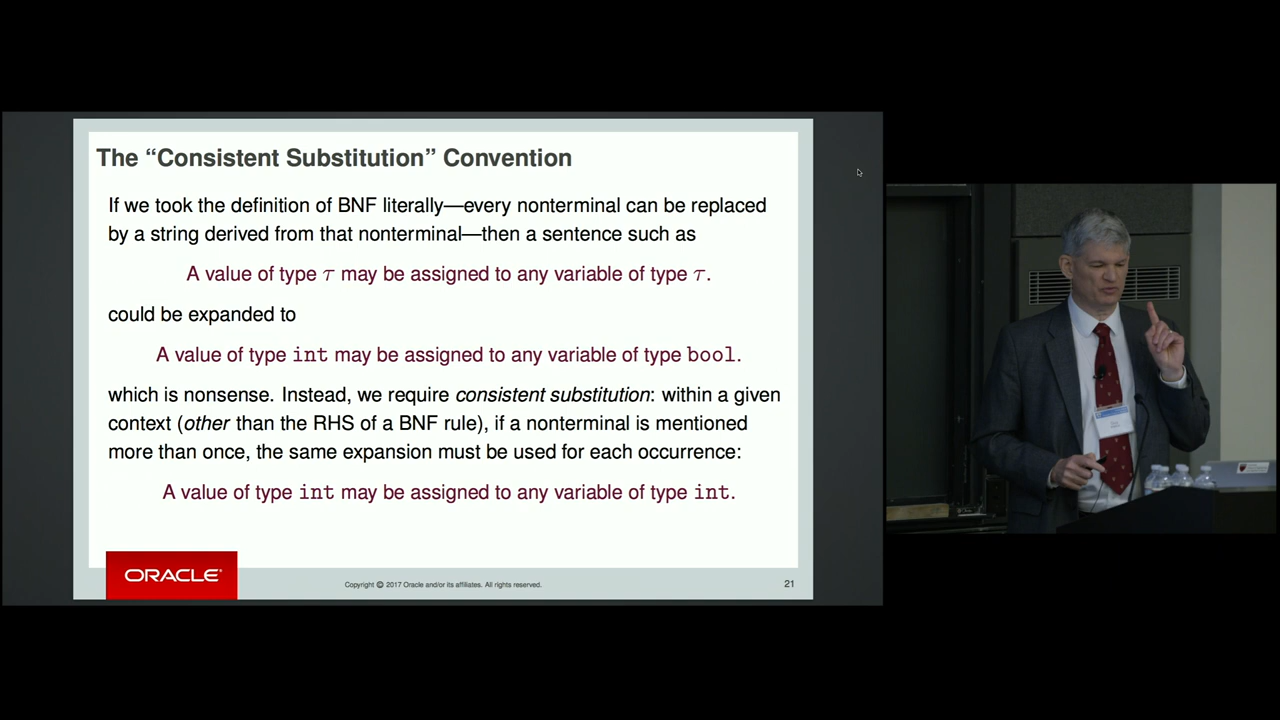 The “Consistent Substitution” Convention
If we took the definition of BNF literally—every nonterminal can be replaced
by a string derived from that nonterminal—then a sentence such as
A value of type τ may be assigned to any variable of type τ.
could be expanded to
A value of type int may be assigned to any variable of type bool.
which is nonsense. Instead, we require consistent substitution: within a given
context (other than the RHS of a BNF rule), if a nonterminal is mentioned
more than once, the same expansion must be used for each occurrence:
A value of type int may be assigned to any variable of type int.
ORACLE®
Copyright © 2017 Oracle and/or its affiliates. All rights reserved.
21